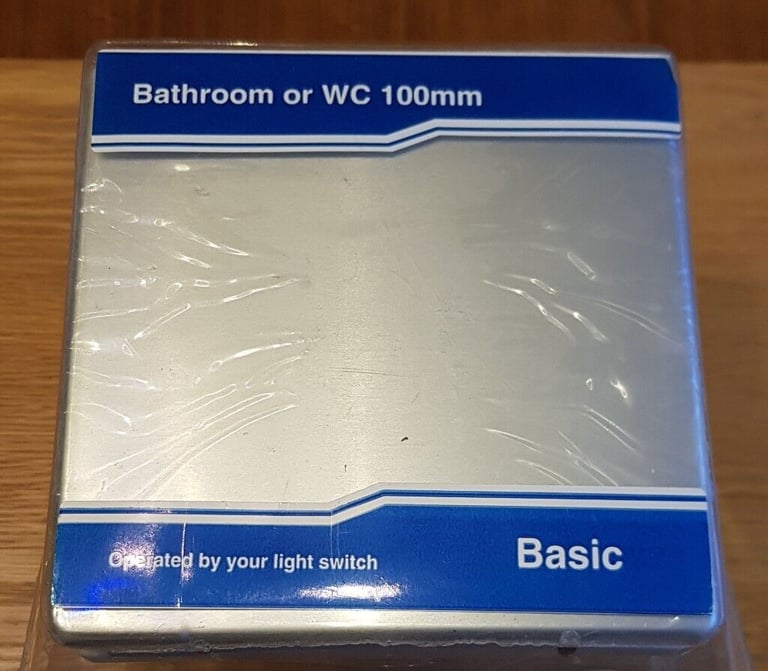 Bathroom or WC 100mm
Operated by your light switch
Basic